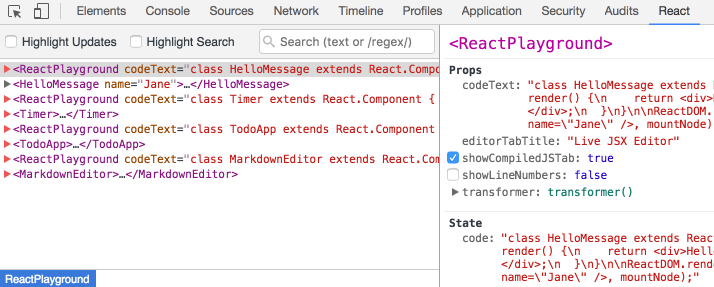 Elements Console Sources Network Timeline Profiles Application Security Audits React
Highlight Updates Highlight Search Search (text or /regex/)
<ReactPlayground codeText="class HelloMessage extends React.Compo
<HelloMessage name="Jane">…</HelloMessage>
<ReactPlayground codeText="class Timer extends React.Component {
<Timer>…</Timer>
<ReactPlayground codeText="class TodoApp extends React.Component
<TodoApp>…</TodoApp>
<ReactPlayground codeText="class MarkdownEditor extends React.Com
<MarkdownEditor>…</MarkdownEditor>
ReactPlayground
<ReactPlayground>
Props
codeText: "class HelloMessage extends
render() {\n    return <div>
</div>;\n  }\n}\n\nReactDOM.
name=\"Jane\" />, mountNode)
editorTabTitle: "Live JSX Editor"
showCompiledJSTab: true
showLineNumbers: false
transformer: transformer()
State
code: "class HelloMessage extends Reac
render() {\n    return <div>Hell
</div>;\n  }\n}\n\nReactDOM.rend
name=\"Jane\" />, mountNode);"